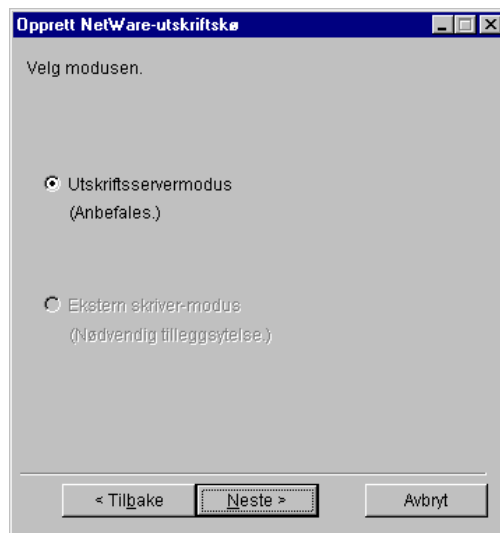 Opprett NetWare-utskriftskø
Velg modusen.
Utskriftsservermodus
(Anbefales.)
Ekstern skriver-modus
(Nødvendig tilleggsytelse.)
< Tilbake Neste > Avbryt